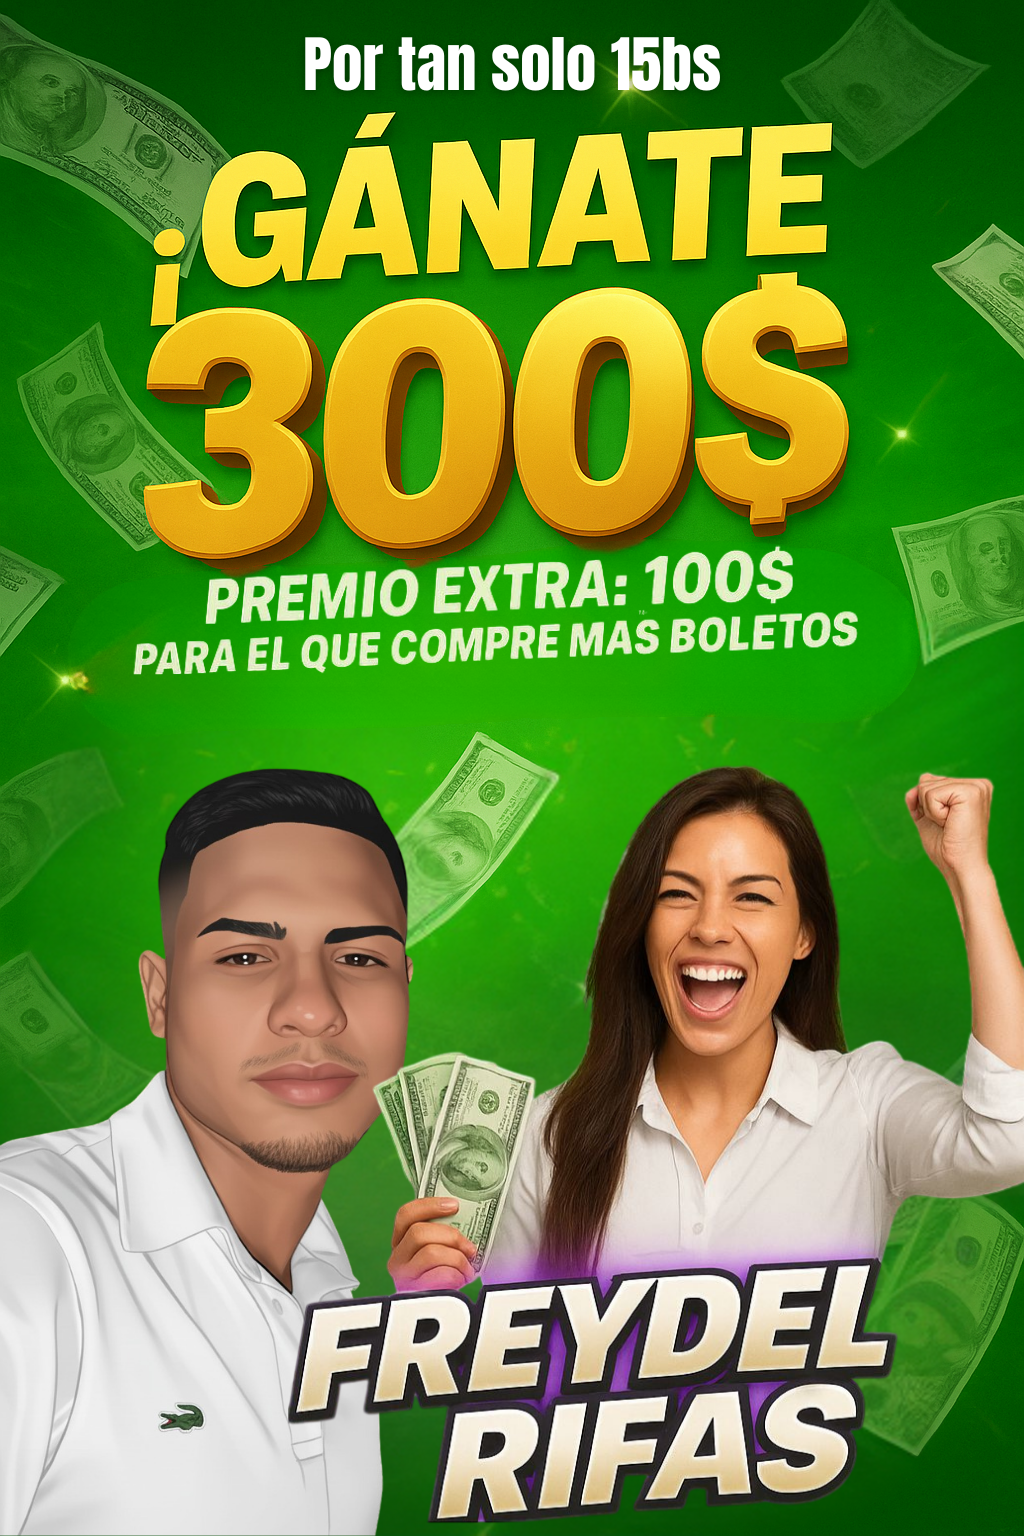 Por tan solo 15bs
¡GÁNATE
300$
PREMIO EXTRA: 100$
PARA EL QUE COMPRE MAS BOLETOS
FREYDEL
RIFAS